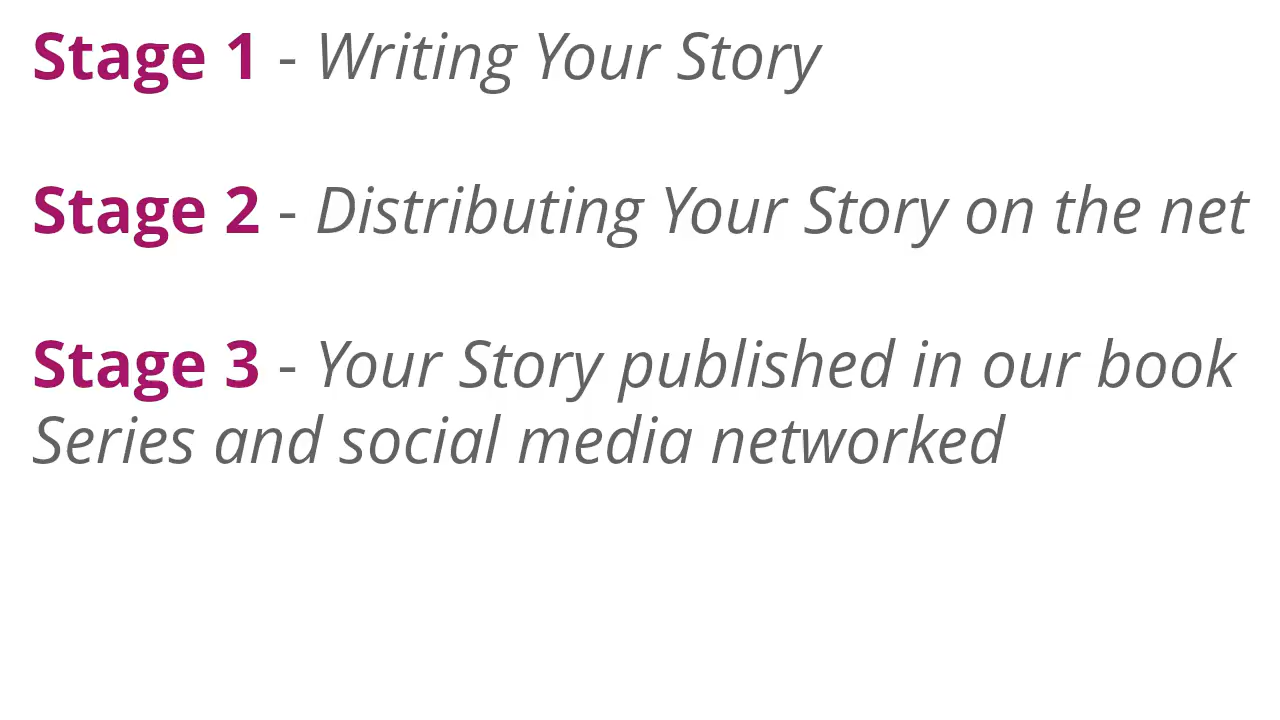 Stage 1 - Writing Your Story
Stage 2 - Distributing Your Story on the net
Stage 3 - Your Story published in our book
Series and social media networked